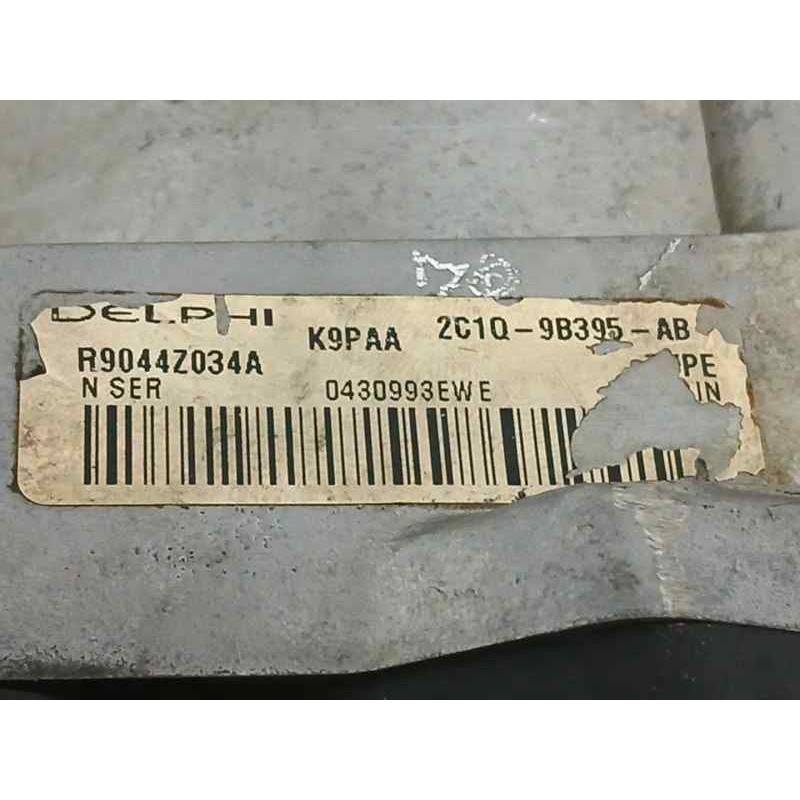 DELPHI K9PAA 2C1Q-9B395-AB
R9044Z034A
N SER 0430993EWE